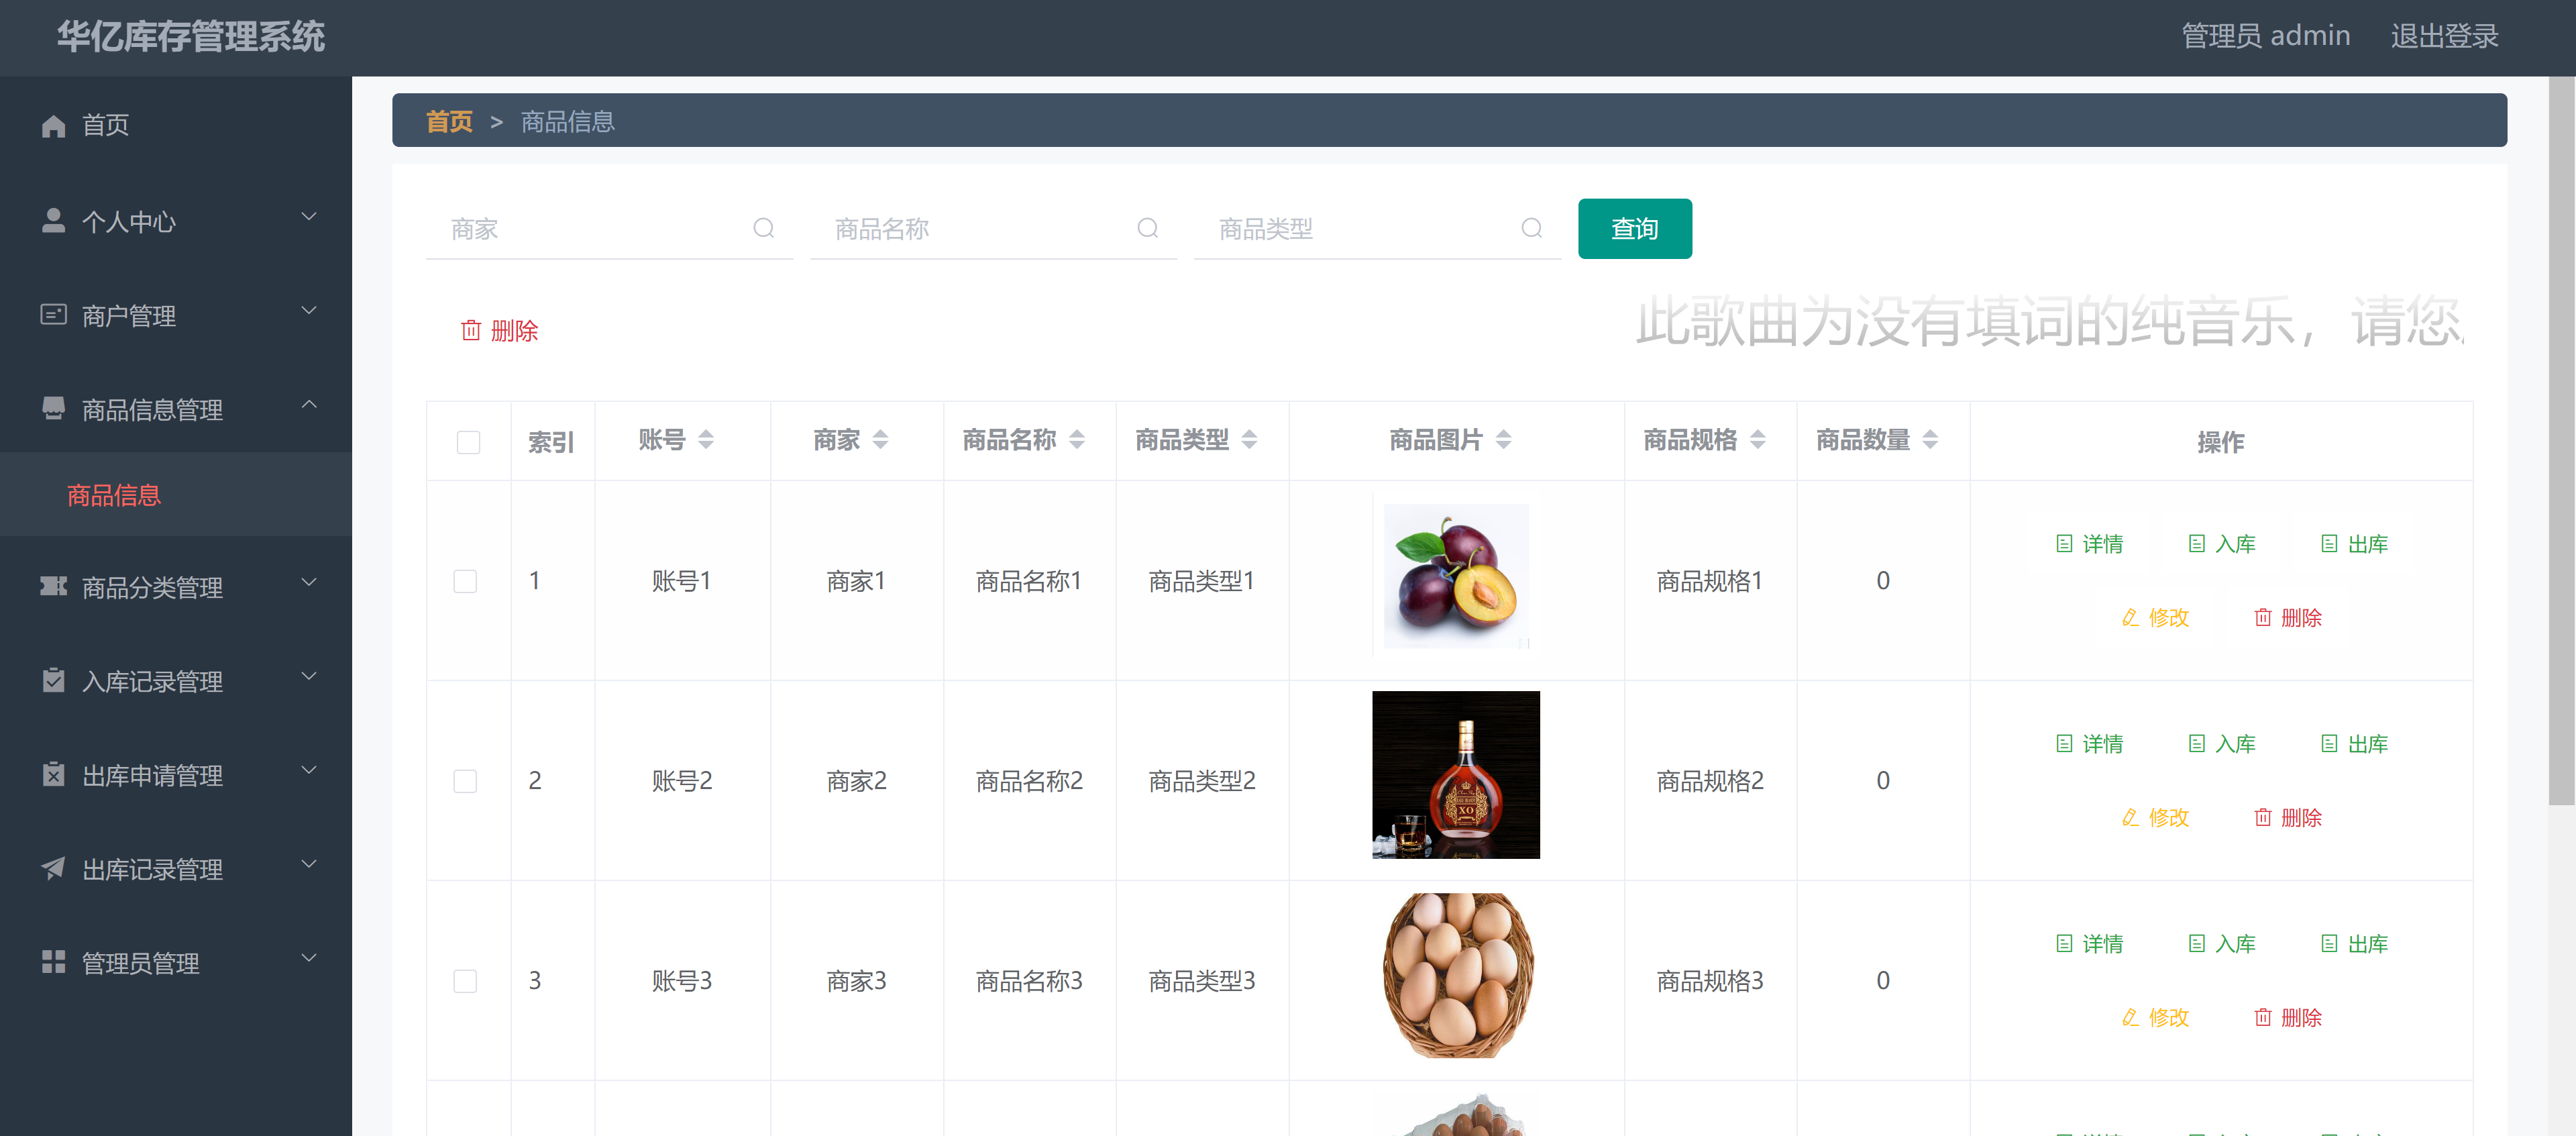 华亿库存管理系统
管理员 admin 退出登录
首页
个人中心
商户管理
商品信息管理
商品信息
商品分类管理
入库记录管理
出库申请管理
出库记录管理
管理员管理
首页 > 商品信息
商家 商品名称 商品类型 查询
删除
此歌曲为没有填词的纯音乐，请您
索引 账号 商家 商品名称 商品类型 商品图片 商品规格 商品数量 操作
1 账号1 商家1 商品名称1 商品类型1 商品规格1 0
详情 入库 出库
修改 删除
2 账号2 商家2 商品名称2 商品类型2 商品规格2 0
XO
详情 入库 出库
修改 删除
3 账号3 商家3 商品名称3 商品类型3 商品规格3 0
详情 入库 出库
修改 删除